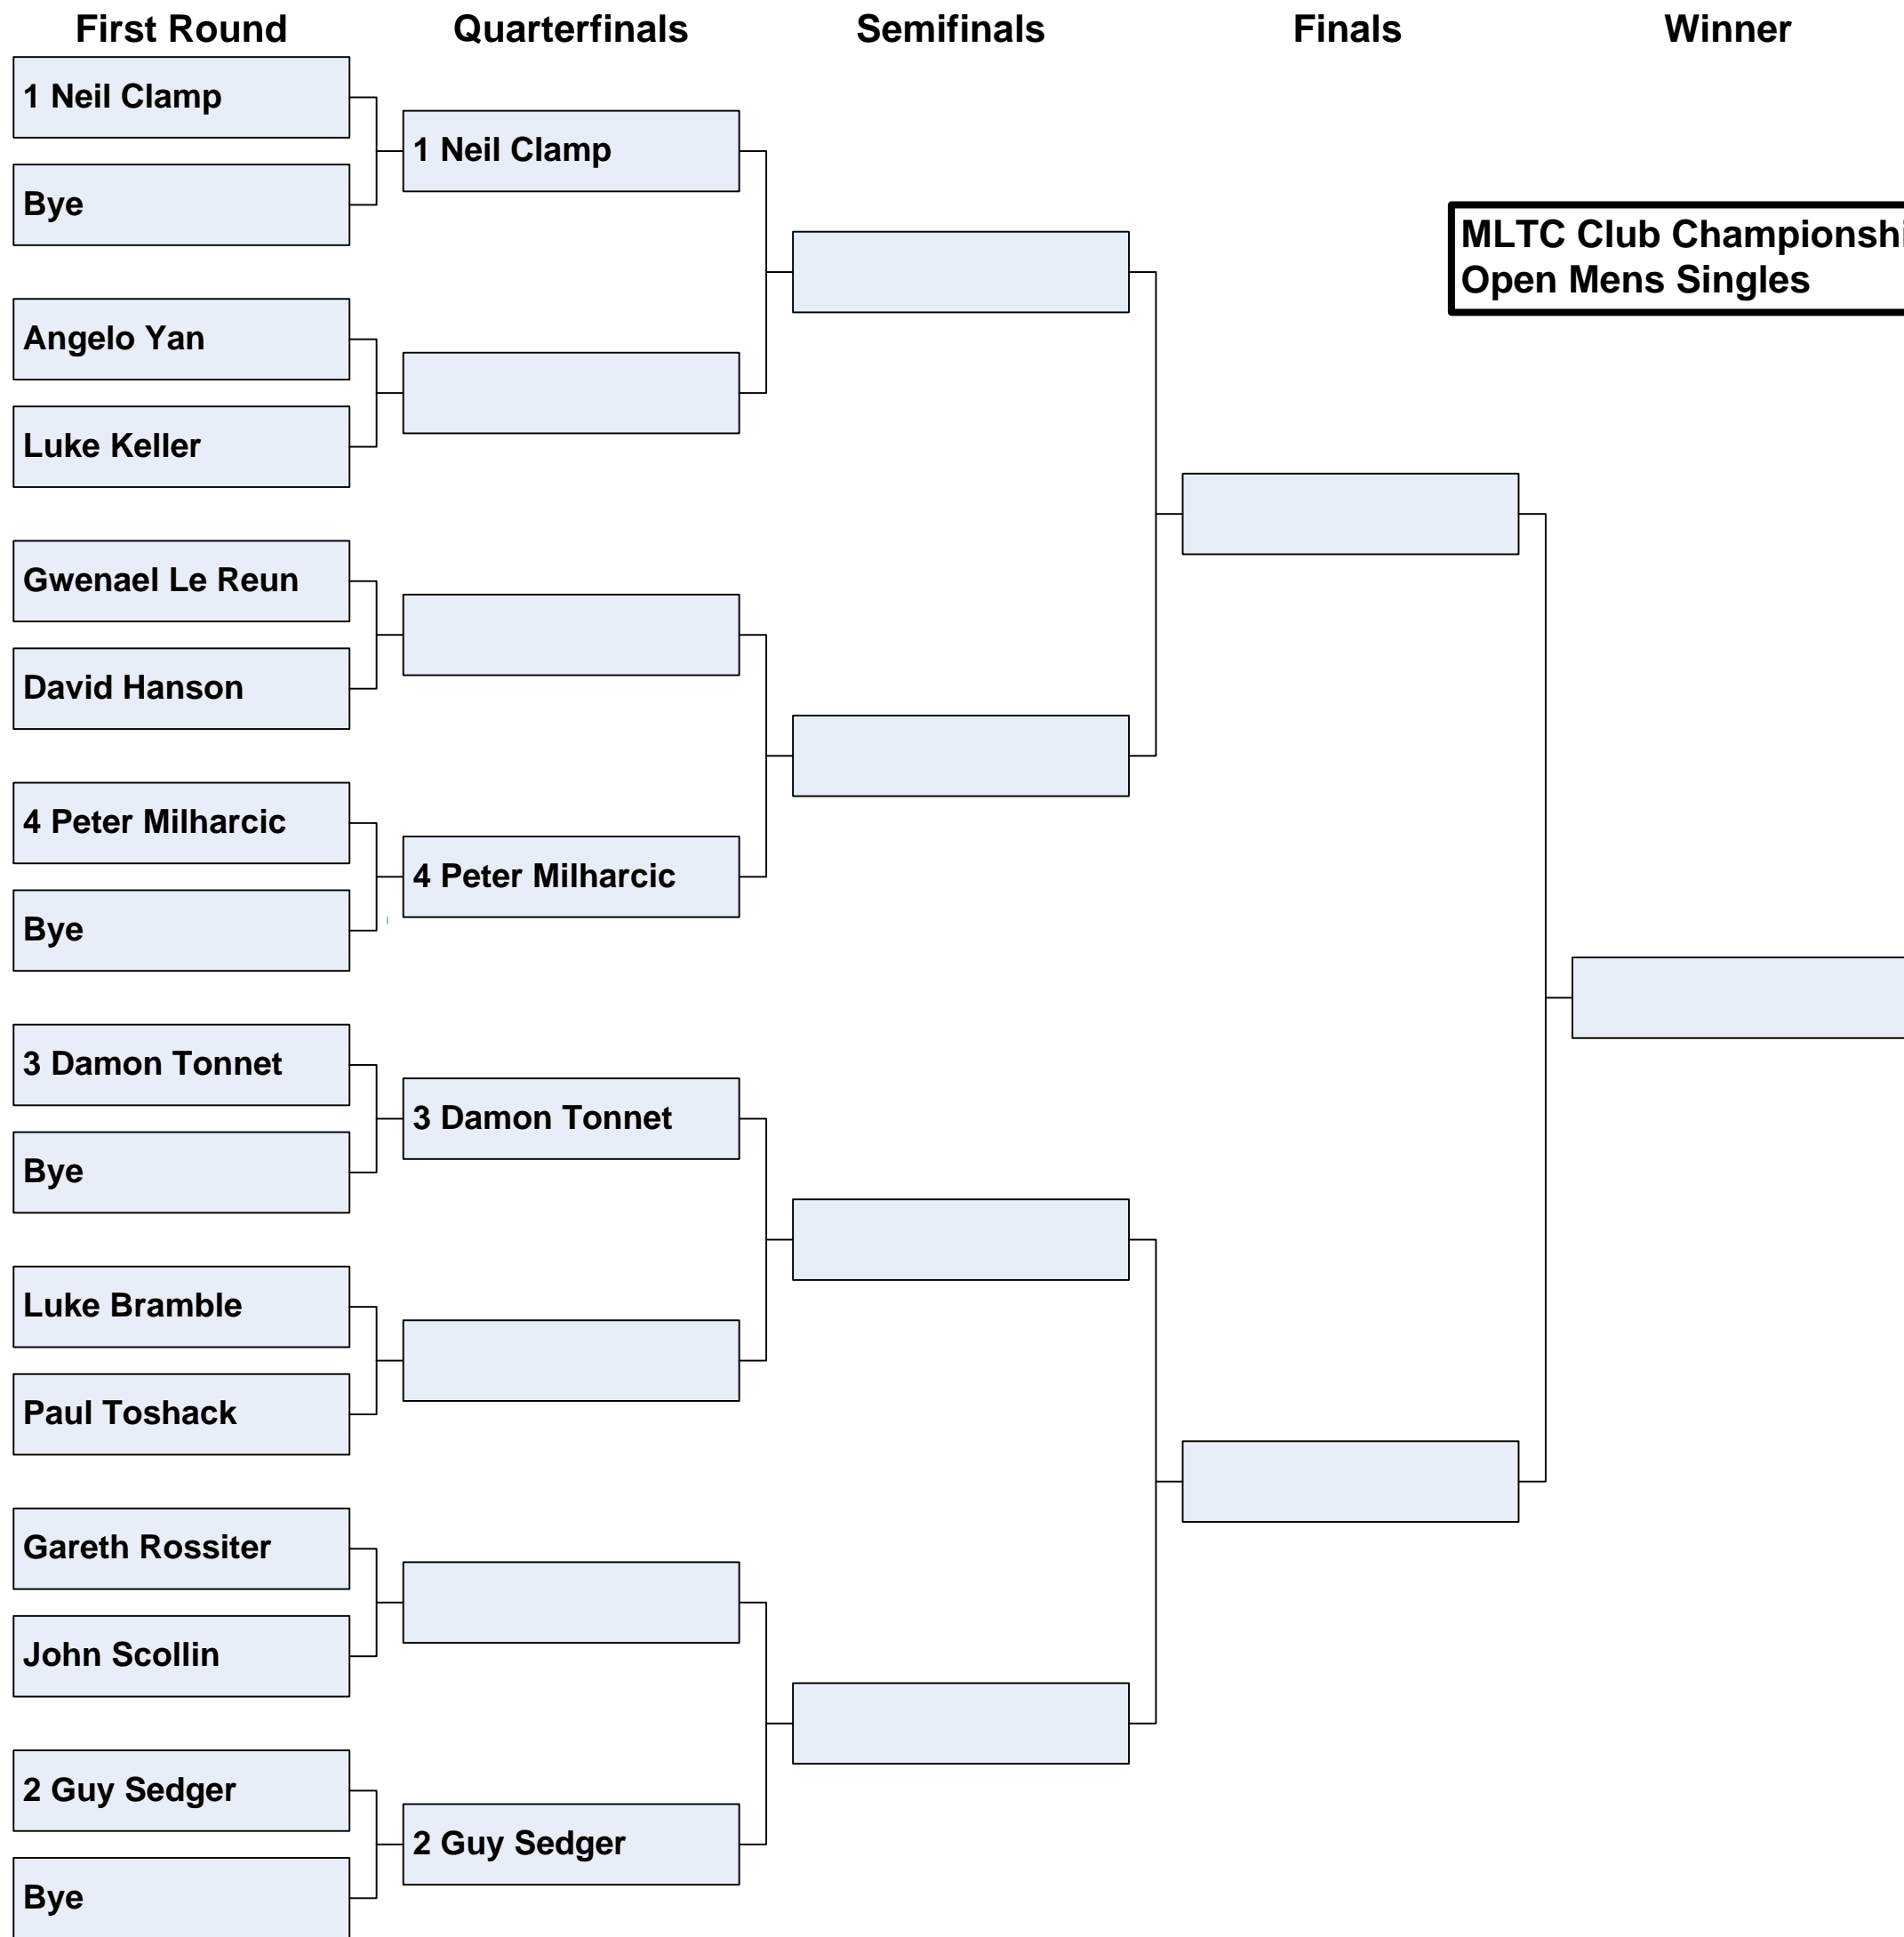 First Round Quarterfinals Semifinals Finals Winner
1 Neil Clamp
1 Neil Clamp
Bye
MLTC Club Championshi
Open Mens Singles
Angelo Yan
Luke Keller
Gwenael Le Reun
David Hanson
4 Peter Milharcic
4 Peter Milharcic
Bye
3 Damon Tonnet
3 Damon Tonnet
Bye
Luke Bramble
Paul Toshack
Gareth Rossiter
John Scollin
2 Guy Sedger
2 Guy Sedger
Bye